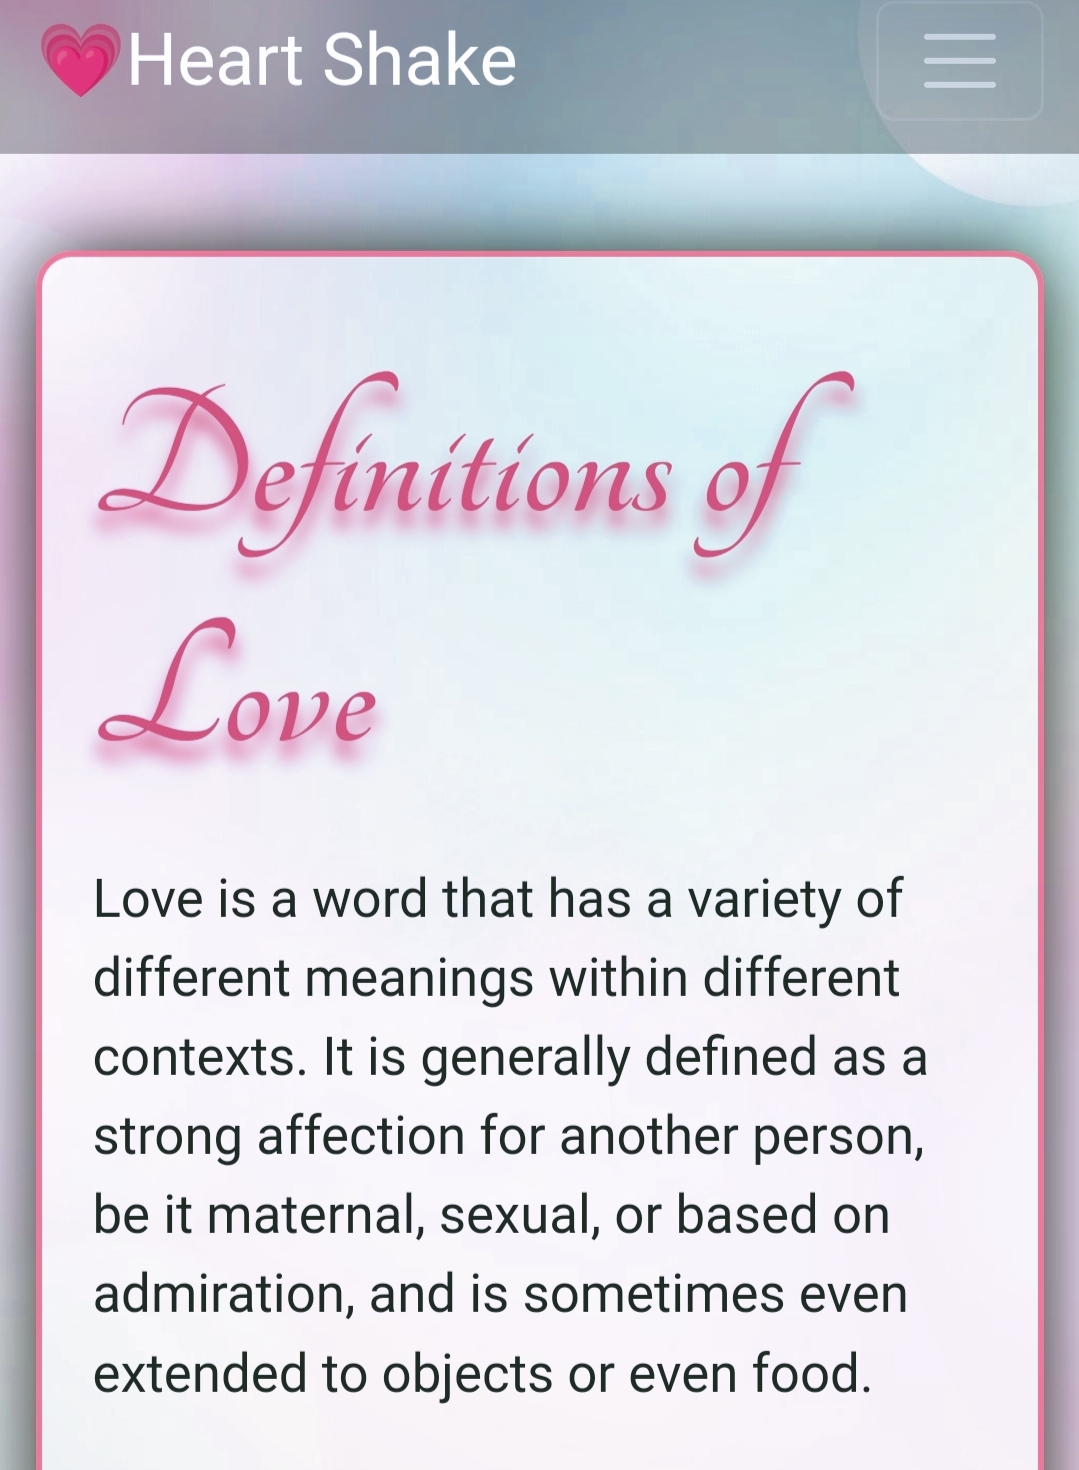 💗Heart Shake
Definitions of
Love
Love is a word that has a variety of
different meanings within different
contexts. It is generally defined as a
strong affection for another person,
be it maternal, sexual, or based on
admiration, and is sometimes even
extended to objects or even food.